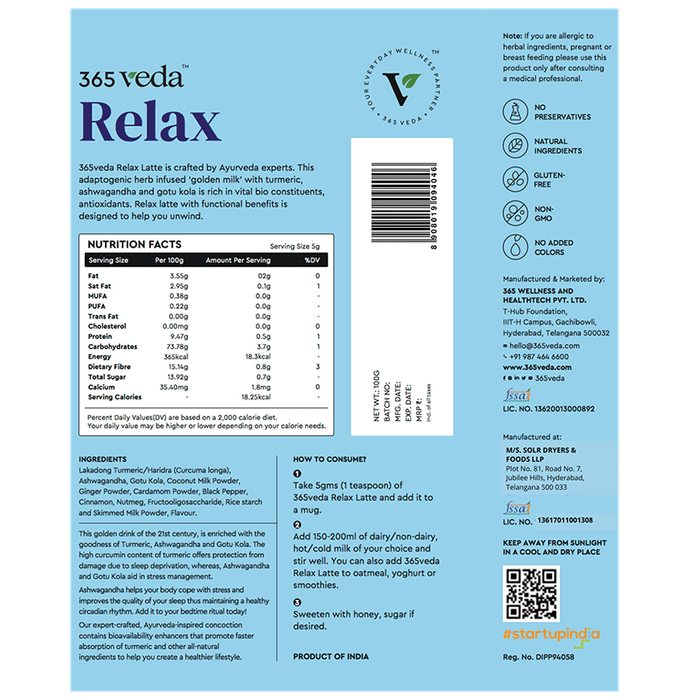 365 veda™
Relax
365veda Relax Latte is crafted by Ayurveda experts. This
adaptogenic herb infused ‘golden milk’ with turmeric,
ashwagandha and gotu kola is rich in vital bio constituents,
antioxidants. Relax latte with functional benefits is
designed to help you unwind.
NUTRITION FACTS Serving Size 5g
Serving Size Per 100g Amount Per Serving %DV
Fat 3.55g 02g 0
Sat Fat 2.95g 0.1g 1
MUFA 0.38g 0.0g -
PUFA 0.22g 0.0g -
Trans Fat 0.00g 0.0g -
Cholesterol 0.00mg 0.0g 0
Protein 9.47g 0.5g 1
Carbohydrates 73.78g 3.7g 1
Energy 365kcal 18.3kcal -
Dietary Fibre 15.14g 0.8g 3
Total Sugar 13.92g 0.7g -
Calcium 35.40mg 1.8mg 0
Serving Calories - 18.25kcal -
Percent Daily Values(DV) are based on a 2,000 calorie diet.
Your daily value may be higher or lower depending on your calorie needs.
INGREDIENTS
Lakadong Turmeric/Haridra (Curcuma longa),
Ashwagandha, Gotu Kola, Coconut Milk Powder,
Ginger Powder, Cardamom Powder, Black Pepper,
Cinnamon, Nutmeg, Fructooligosaccharide, Rice starch
and Skimmed Milk Powder, Flavour.
This golden drink of the 21st century, is enriched with the
goodness of Turmeric, Ashwagandha and Gotu Kola. The
high curcumin content of turmeric offers protection from
damage due to sleep deprivation, whereas, Ashwagandha
and Gotu Kola aid in stress management.
Ashwagandha helps your body cope with stress and
improves the quality of your sleep thus maintaining a healthy
circadian rhythm. Add it to your bedtime ritual today!
Our expert-crafted, Ayurveda-inspired concoction
contains bioavailability enhancers that promote faster
absorption of turmeric and other all-natural
ingredients to help you create a healthier lifestyle.
• YOUR EVERYDAY WELLNESS PARTNER • 365 VEDA
V
™
8 908019 094046
NET WT.: 100G
BATCH NO:
MFG. DATE:
EXP. DATE:
MRP ₹:
Incl. of all taxes
HOW TO CONSUME?
1
Take 5gms (1 teaspoon) of
365veda Relax Latte and add it to
a mug.
2
Add 150-200ml of dairy/non-dairy,
hot/cold milk of your choice and
stir well. You can also add 365veda
Relax Latte to oatmeal, yoghurt or
smoothies.
3
Sweeten with honey, sugar if
desired.
PRODUCT OF INDIA
Note: If you are allergic to
herbal ingredients, pregnant or
breast feeding please use this
product only after consulting
a medical professional.
NO
PRESERVATIVES
NATURAL
INGREDIENTS
GLUTEN-
FREE
NON-
GMO
NO ADDED
COLORS
Manufactured & Marketed by:
365 WELLNESS AND
HEALTHTECH PVT. LTD.
T-Hub Foundation,
IIIT-H Campus, Gachibowli,
Hyderabad, Telangana 500032
hello@365veda.com
+91 987 464 6600
www.365veda.com
365veda
fssai
LIC. NO. 13620013000892
Manufactured at:
M/S. SOLR DRYERS &
FOODS LLP
Plot No. 81, Road No. 7,
Jubilee Hills, Hyderabad,
Telangana 500 033
fssai
LIC. NO. 13617011001308
KEEP AWAY FROM SUNLIGHT
IN A COOL AND DRY PLACE
#startupindia
Reg. No. DIPP94058